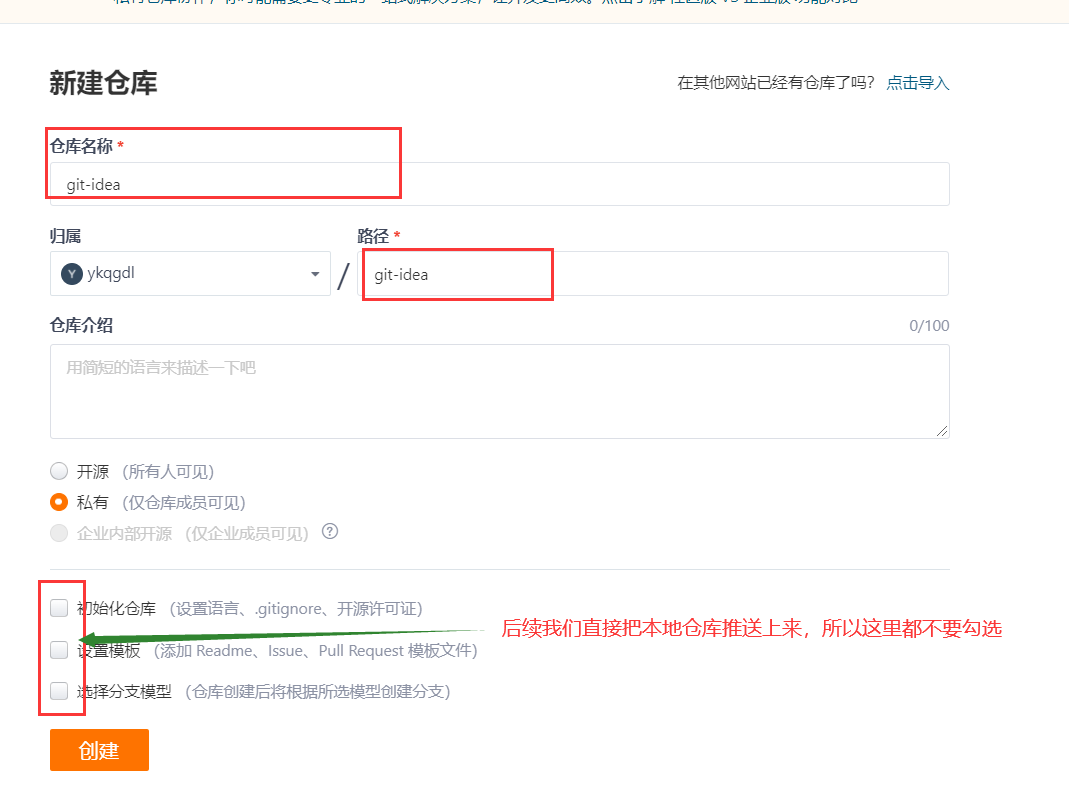 新建仓库
在其他网站已经有仓库了吗? 点击导入
仓库名称 *
git-idea
归属
路径 *
Y ykqgdl
/
git-idea
仓库介绍
0/100
用简短的语言来描述一下吧
开源 (所有人可见)
私有 (仅仓库成员可见)
企业内部开源 (仅企业成员可见) ?
初始化仓库 (设置语言、.gitignore、开源许可证)
后续我们直接把本地仓库推送上来，所以这里都不要勾选
设置模板 (添加 Readme、Issue、Pull Request 模板文件)
选择分支模型 (仓库创建后将根据所选模型创建分支)
创建